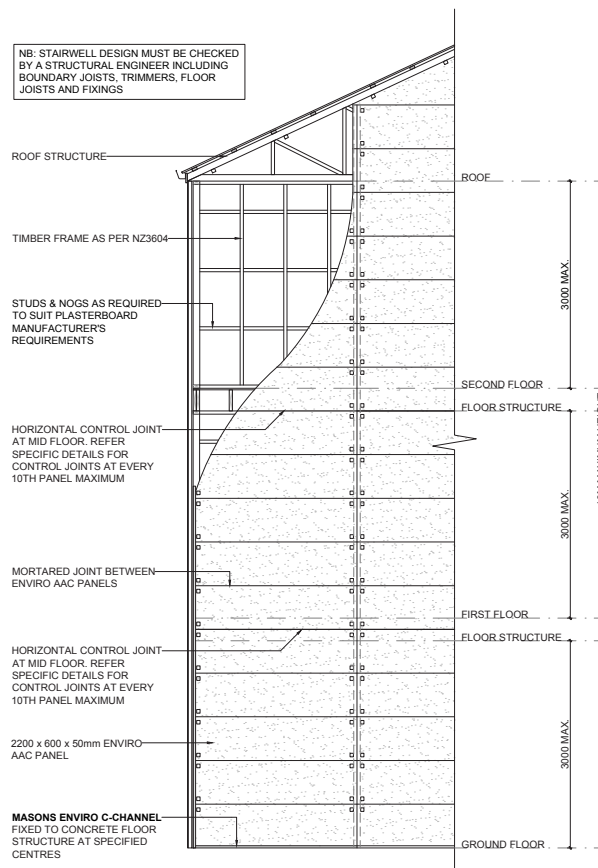 NB: STAIRWELL DESIGN MUST BE CHECKED
BY A STRUCTURAL ENGINEER INCLUDING
BOUNDARY JOISTS, TRIMMERS, FLOOR
JOISTS AND FIXINGS
ROOF STRUCTURE
ROOF
TIMBER FRAME AS PER NZ3604
3000 MAX.
STUDS & NOGS AS REQUIRED
TO SUIT PLASTERBOARD
MANUFACTURER'S
REQUIREMENTS
SECOND FLOOR
FLOOR STRUCTURE
HORIZONTAL CONTROL JOINT
AT MID FLOOR. REFER
SPECIFIC DETAILS FOR
CONTROL JOINTS AT EVERY
10TH PANEL MAXIMUM
3000 MAX.
MORTARED JOINT BETWEEN
ENVIRO AAC PANELS
FIRST FLOOR
FLOOR STRUCTURE
HORIZONTAL CONTROL JOINT
AT MID FLOOR. REFER
SPECIFIC DETAILS FOR
CONTROL JOINTS AT EVERY
10TH PANEL MAXIMUM
2200 x 600 x 50mm ENVIRO
AAC PANEL
3000 MAX.
MASONS ENVIRO C-CHANNEL
FIXED TO CONCRETE FLOOR
STRUCTURE AT SPECIFIED
CENTRES
GROUND FLOOR